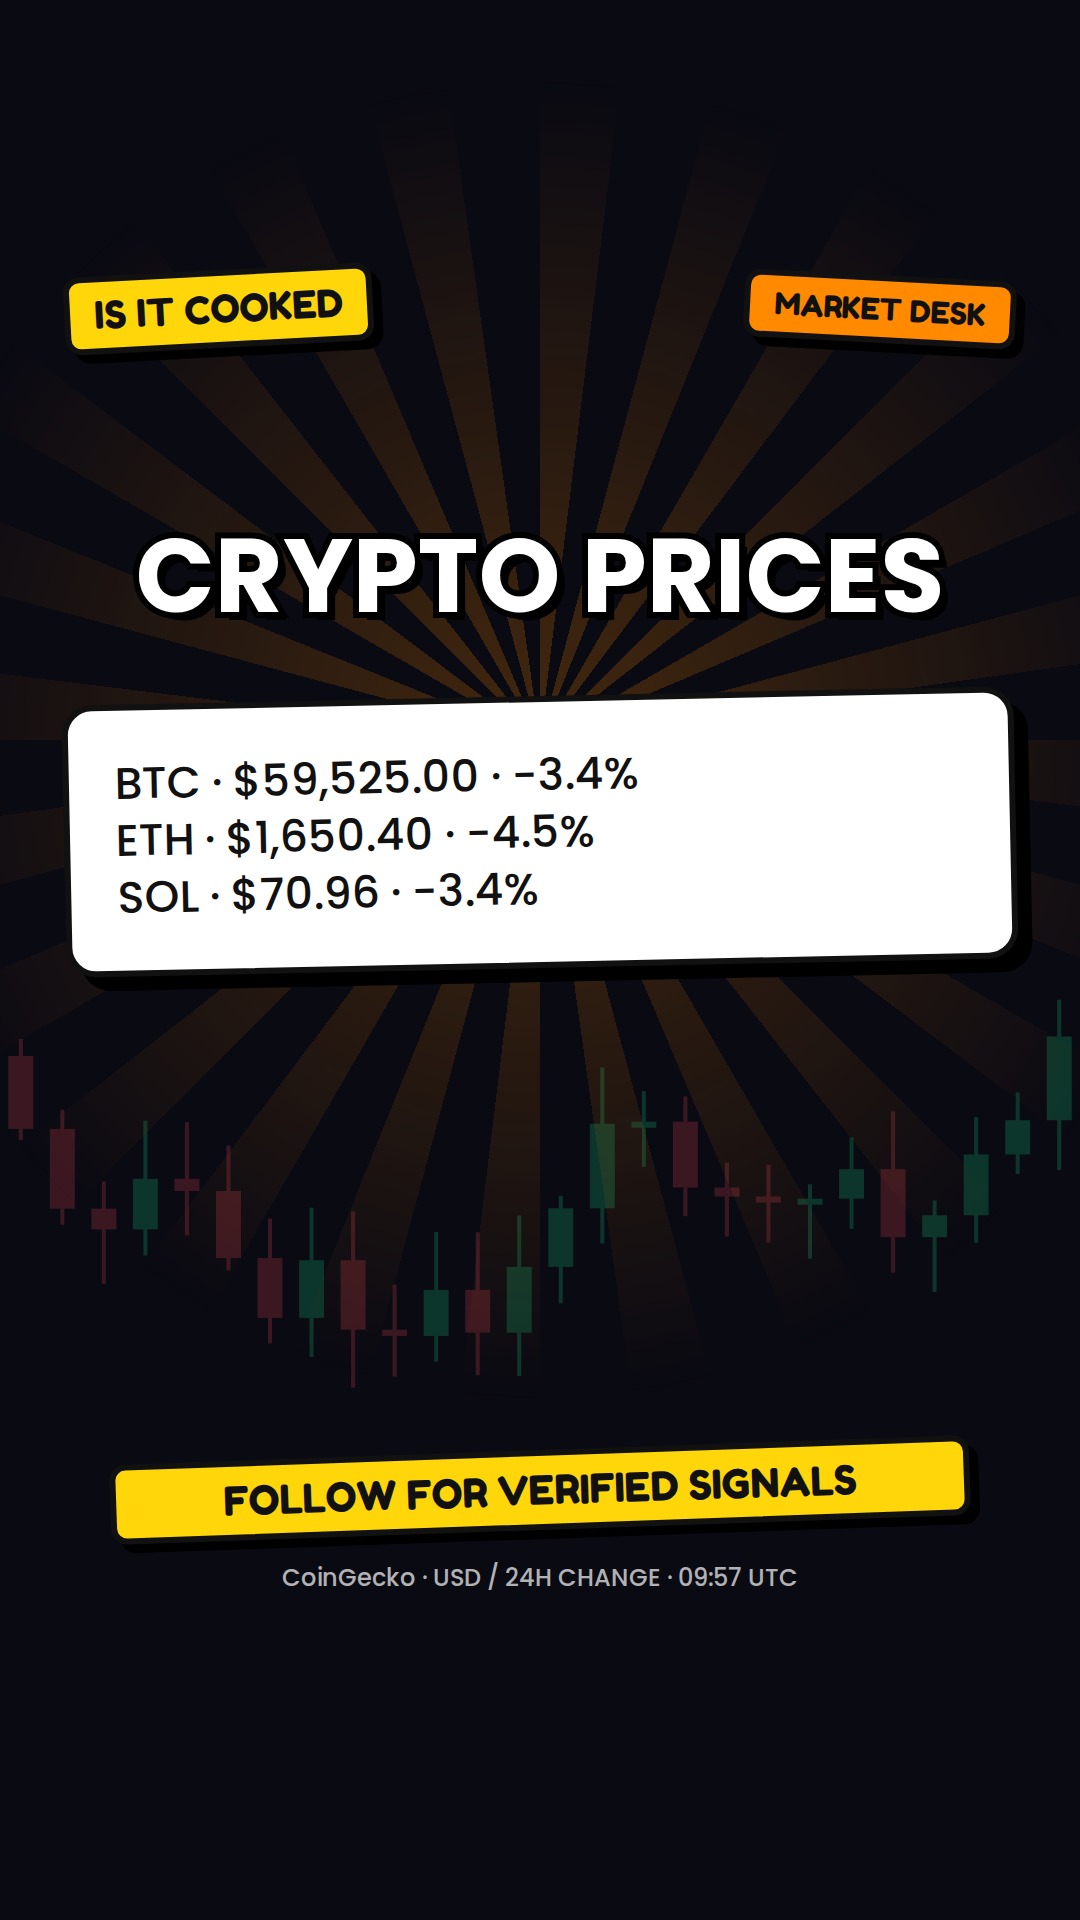 IS IT COOKED
MARKET DESK
CRYPTO PRICES
BTC · $59,525.00 · −3.4%
ETH · $1,650.40 · −4.5%
SOL · $70.96 · −3.4%
FOLLOW FOR VERIFIED SIGNALS
CoinGecko · USD / 24H CHANGE · 09:57 UTC